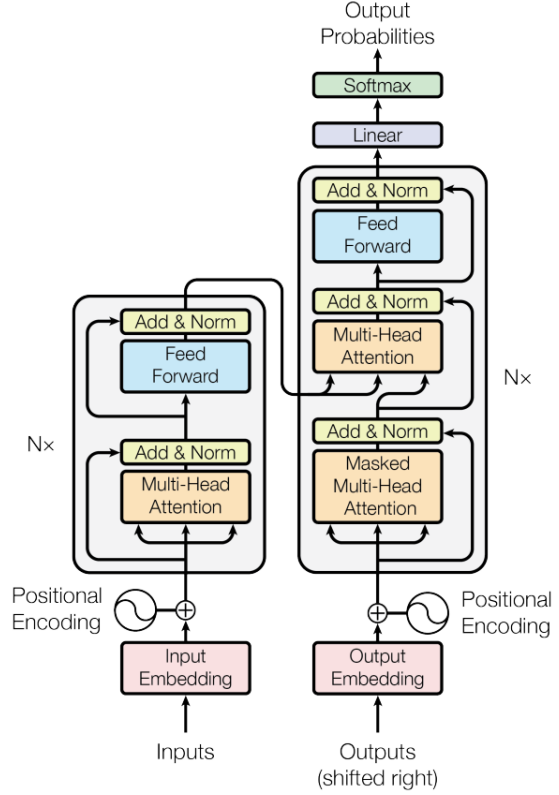 Output
Probabilities
Softmax
Linear
Add & Norm
Feed
Forward
Add & Norm
Multi-Head
Attention
Add & Norm
Masked
Multi-Head
Attention
N×
Add & Norm
Feed
Forward
Add & Norm
Multi-Head
Attention
N×
Positional
Encoding
Positional
Encoding
Input
Embedding
Output
Embedding
Inputs
Outputs
(shifted right)